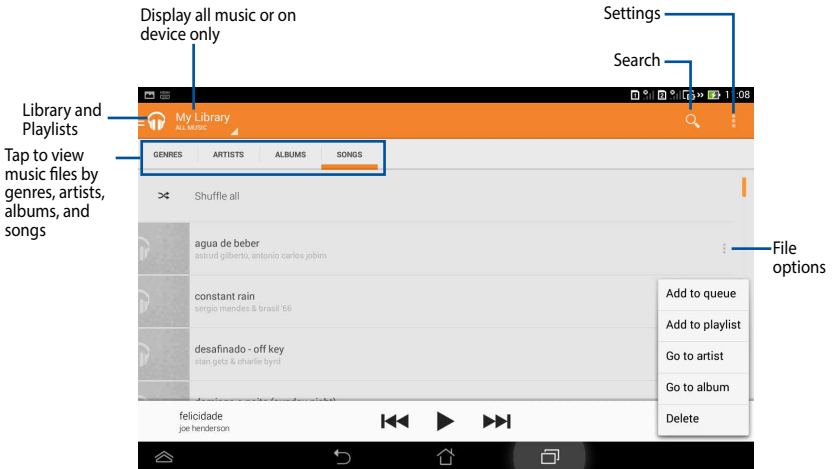 Display all music or on
device only
Settings
Search
Library and
Playlists
Tap to view
music files by
genres, artists,
albums, and
songs
11:08
My Library
ALL MUSIC
GENRES ARTISTS ALBUMS SONGS
Shuffle all
agua de beber
astrud gilberto, antonio carlos jobim
File
options
constant rain
sergio mendes & brasil '66
desafinado - off key
stan getz & charlie byrd
Add to queue
Add to playlist
Go to artist
Go to album
Delete
felicidade
joe henderson